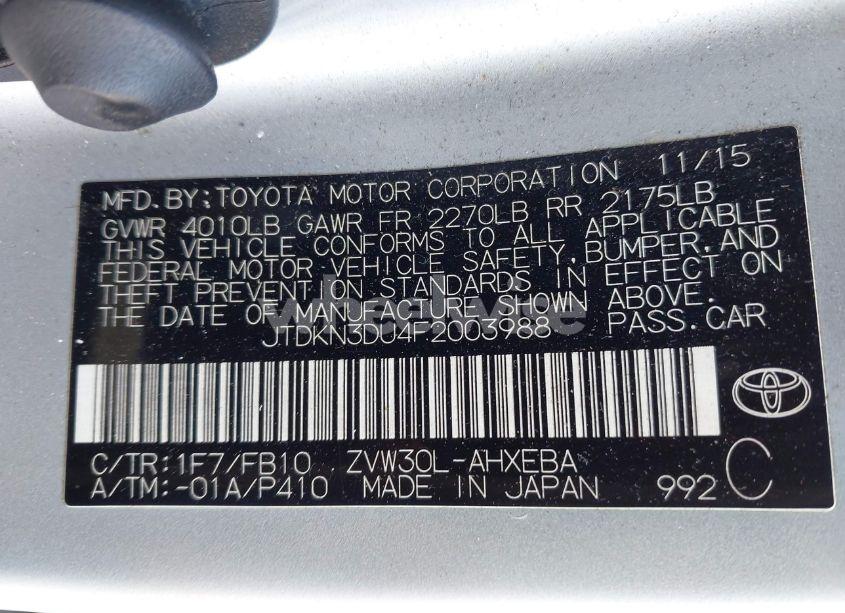 MFD. BY: TOYOTA MOTOR CORPORATION 11/15
GVWR 4010LB GAWR FR 2270LB RR 2175LB
THIS VEHICLE CONFORMS TO ALL APPLICABLE
FEDERAL MOTOR VEHICLE SAFETY, BUMPER, AND
THEFT PREVENTION STANDARDS IN EFFECT ON
THE DATE OF MANUFACTURE SHOWN ABOVE.
JTDKN3DU4F2003988 PASS. CAR
C/TR: 1F7/FB10 ZVW30L-AHXEBA
A/TM: -01A/P410 MADE IN JAPAN 992 C